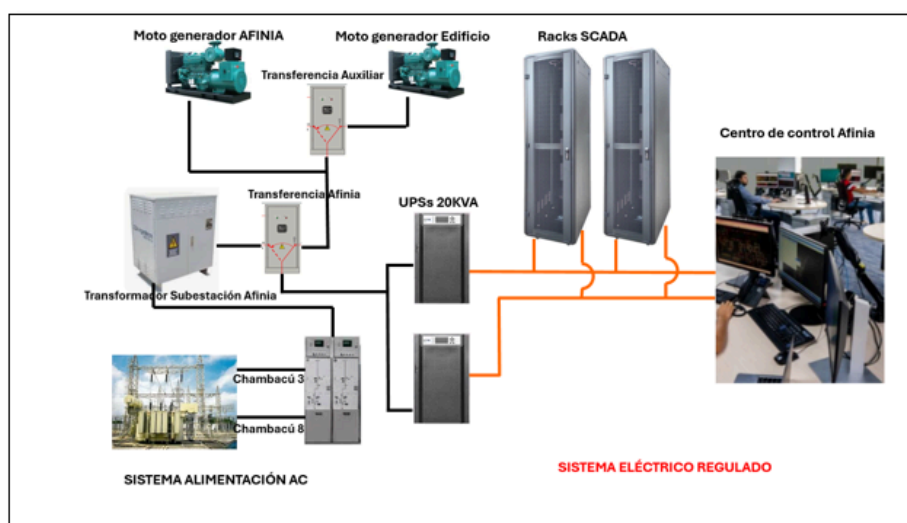 Moto generador AFINIA
Moto generador Edificio
Racks SCADA
Transferencia Auxiliar
Centro de control Afinia
Transferencia Afinia
UPSs 20KVA
Transformador Subestación Afinia
Chambacú 3
Chambacú 8
SISTEMA ALIMENTACIÓN AC
SISTEMA ELÉCTRICO REGULADO